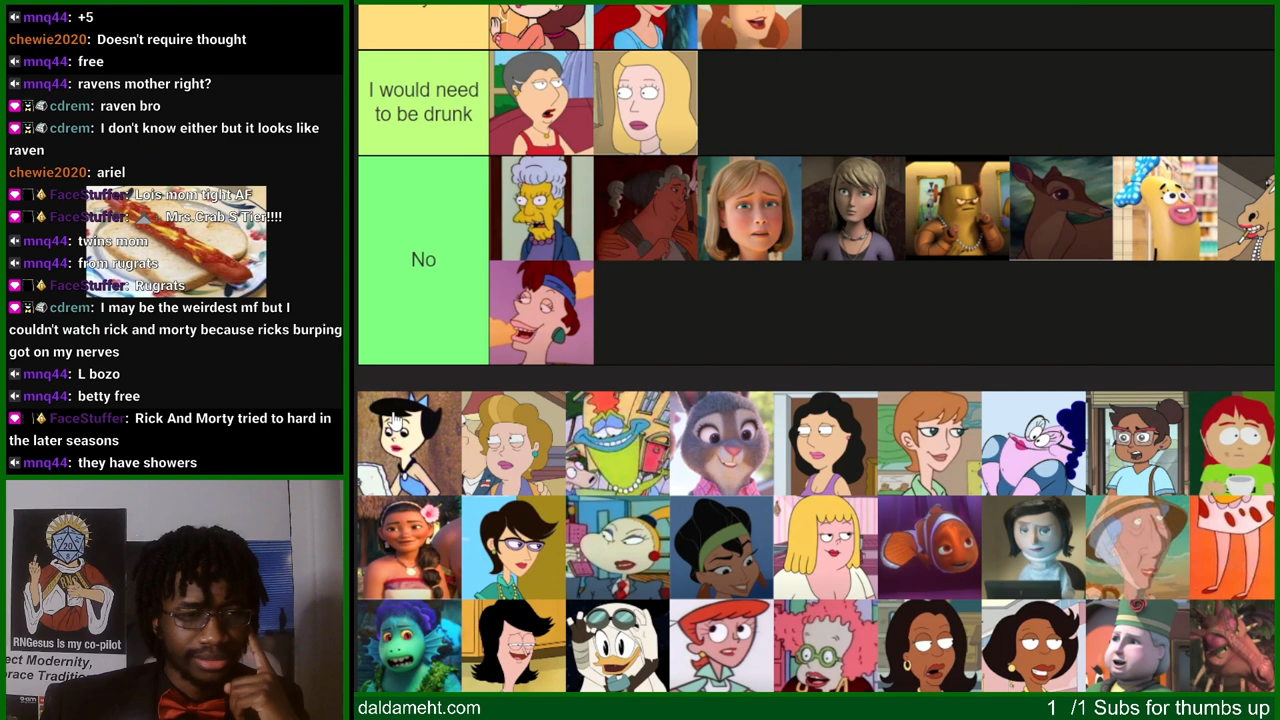 mnq44: +5
chewie2020: Doesn't require thought
mnq44: free
mnq44: ravens mother right?
cdrem: raven bro
cdrem: I don't know either but it looks like
raven
chewie2020: ariel
FaceStuffer: Lois mom tight AF
FaceStuffer: Mrs.Crab S Tier!!!!
mnq44: twins mom
mnq44: from rugrats
FaceStuffer: Rugrats
cdrem: I may be the weirdest mf but I
couldn't watch rick and morty because ricks burping
got on my nerves
mnq44: L bozo
mnq44: betty free
FaceStuffer: Rick And Morty tried to hard in
the later seasons
mnq44: they have showers
20
RNGesus is my co-pilot
ect Modernity,
brace Traditio
I would need
to be drunk
No
daldameht.com
1 /1 Subs for thumbs up